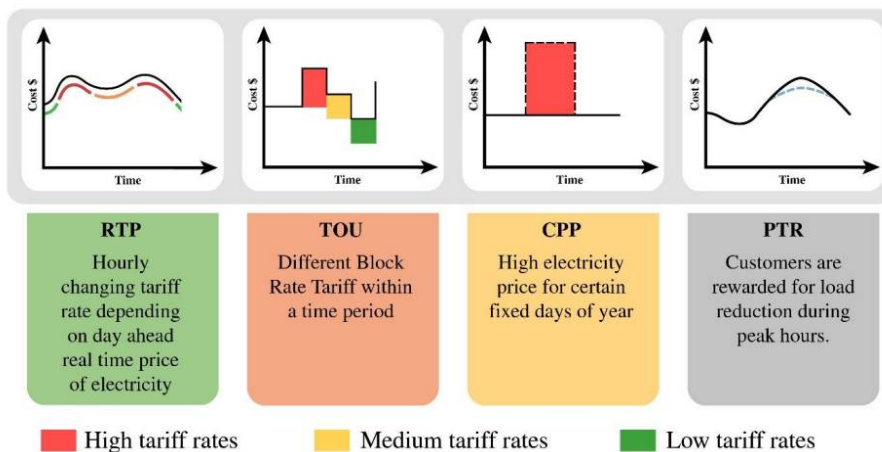 Cost $
Time
Cost $
Time
Cost $
Time
Cost $
Time
RTP
Hourly
changing tariff
rate depending
on day ahead
real time price
of electricity
TOU
Different Block
Rate Tariff within
a time period
CPP
High electricity
price for certain
fixed days of year
PTR
Customers are
rewarded for load
reduction during
peak hours.
High tariff rates
Medium tariff rates
Low tariff rates